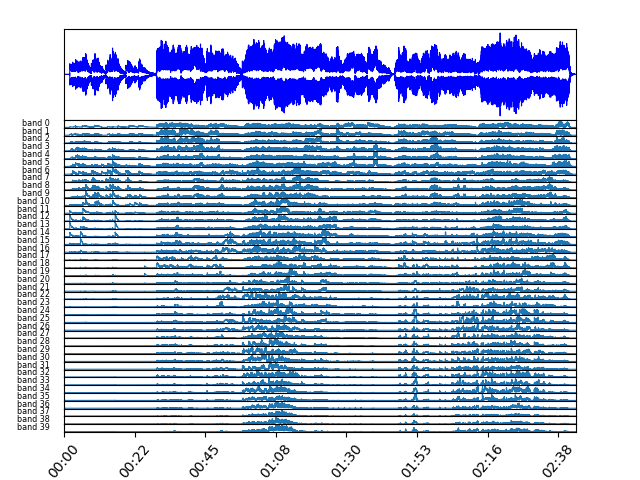 band 0
band 1
band 2
band 3
band 4
band 5
band 6
band 7
band 8
band 9
band 10
band 11
band 12
band 13
band 14
band 15
band 16
band 17
band 18
band 19
band 20
band 21
band 22
band 23
band 24
band 25
band 26
band 27
band 28
band 29
band 30
band 31
band 32
band 33
band 34
band 35
band 36
band 37
band 38
band 39
00:00 00:22 00:45 01:08 01:30 01:53 02:16 02:38